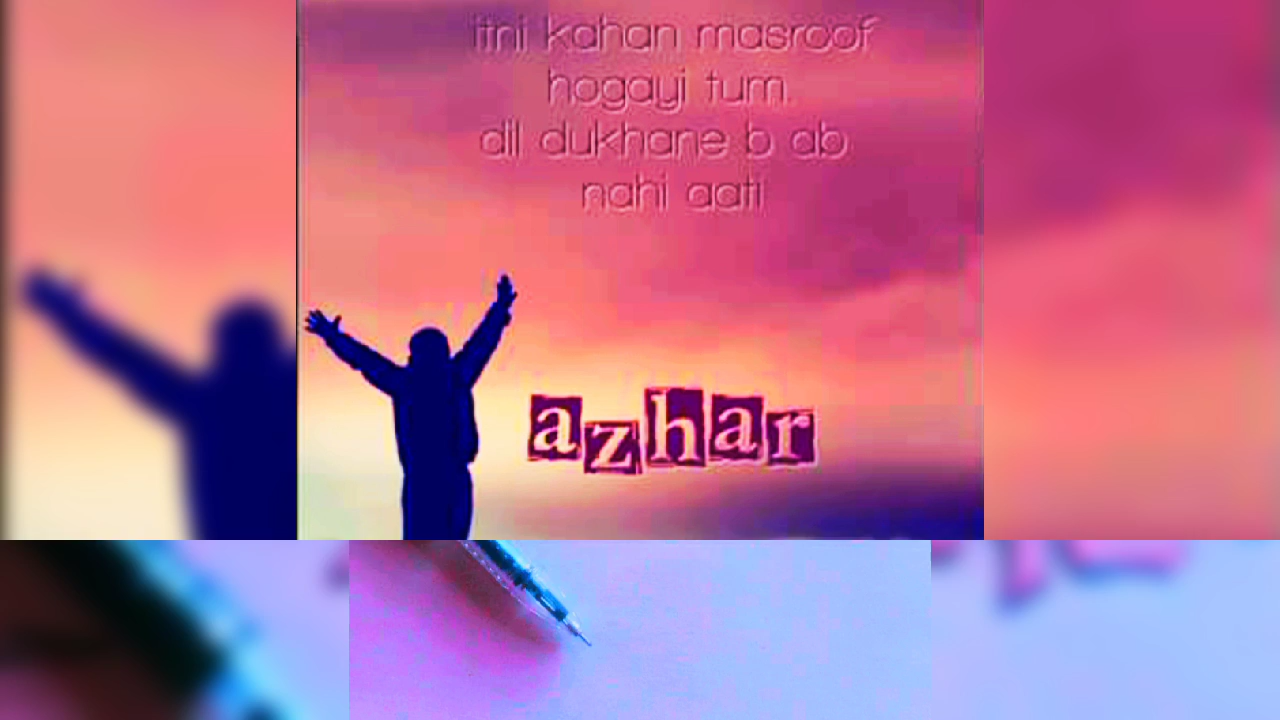 itni kahan masroof
hogayi tum.
dil dukhane b ab
nahi aati
azhar